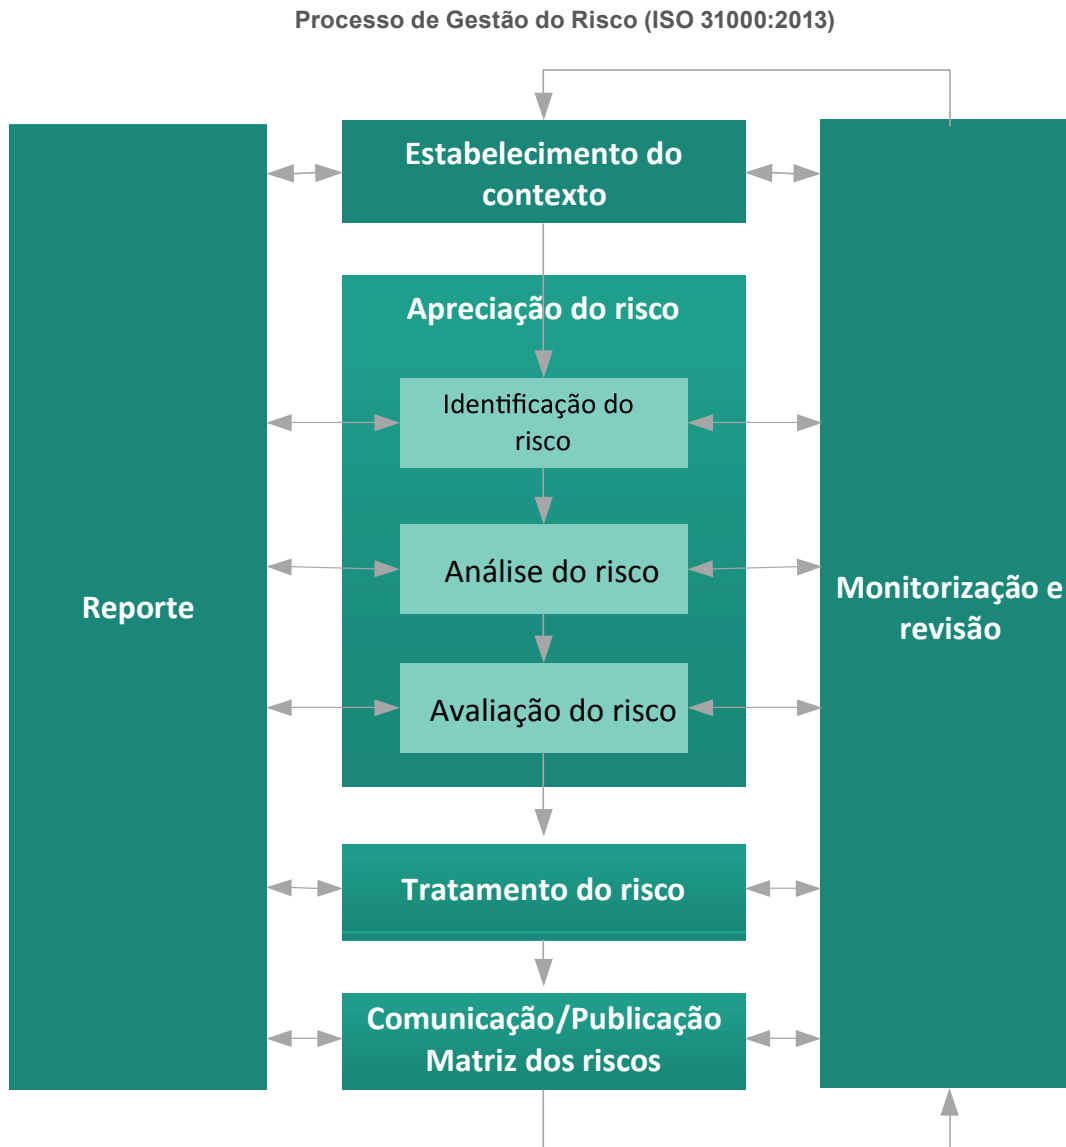 Processo de Gestão do Risco (ISO 31000:2013)
Estabelecimento do
contexto
Apreciação do risco
Identificação do
risco
Análise do risco
Avaliação do risco
Reporte
Monitorização e
revisão
Tratamento do risco
Comunicação/Publicação
Matriz dos riscos